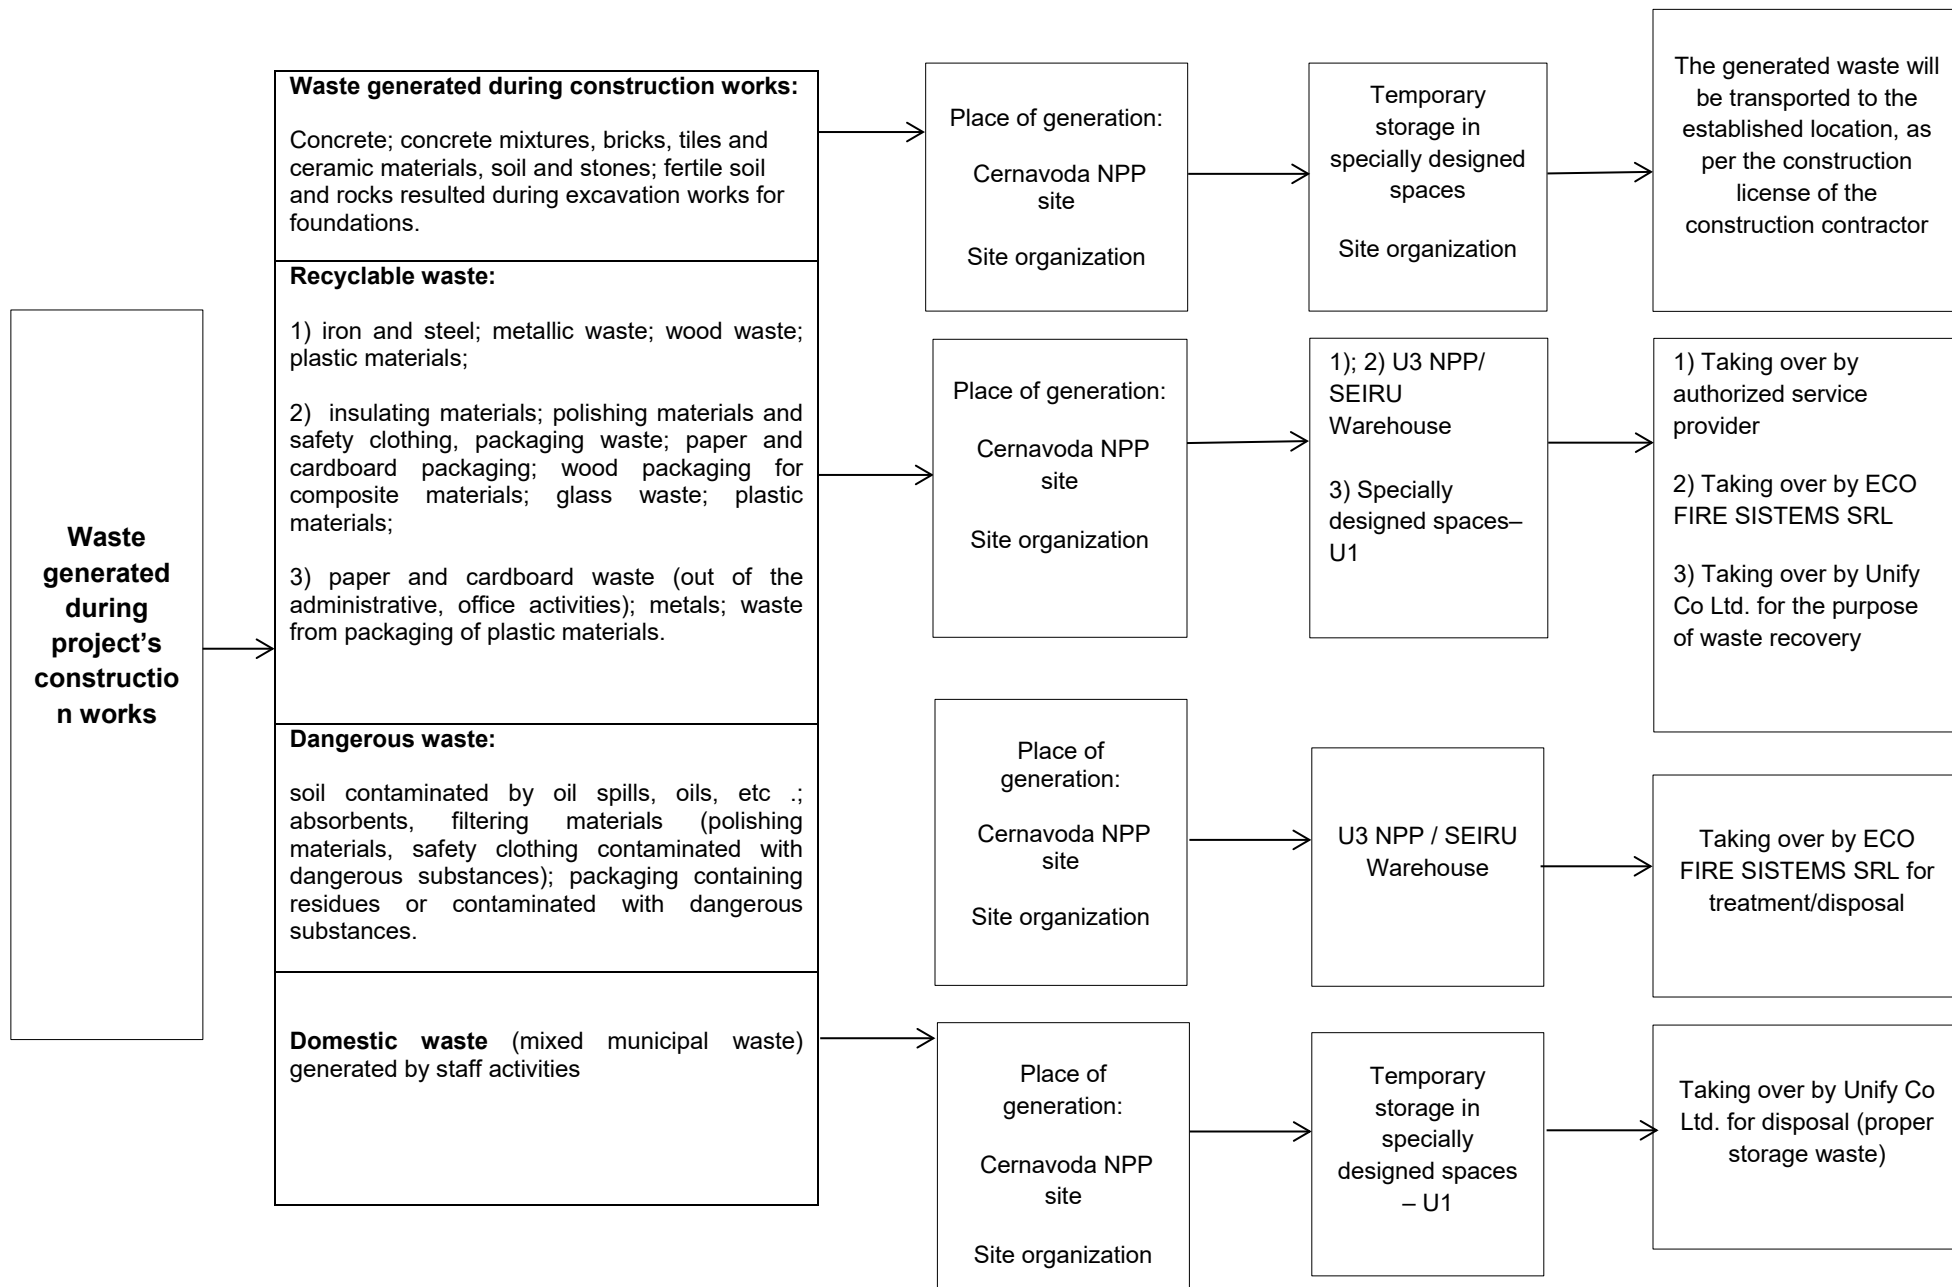 Waste
generated
during
project’s
constructio
n works
Waste generated during construction works:
Concrete; concrete mixtures, bricks, tiles and
ceramic materials, soil and stones; fertile soil
and rocks resulted during excavation works for
foundations.
Place of generation:
Cernavoda NPP
site
Site organization
Temporary
storage in
specially designed
spaces
Site organization
The generated waste will
be transported to the
established location, as
per the construction
license of the
construction contractor
Recyclable waste:
1) iron and steel; metallic waste; wood waste;
plastic materials;
2) insulating materials; polishing materials and
safety clothing, packaging waste; paper and
cardboard packaging; wood packaging for
composite materials; glass waste; plastic
materials;
3) paper and cardboard waste (out of the
administrative, office activities); metals; waste
from packaging of plastic materials.
Place of generation:
Cernavoda NPP
site
Site organization
1); 2) U3 NPP/
SEIRU
Warehouse
3) Specially
designed spaces–
U1
1) Taking over by
authorized service
provider
2) Taking over by ECO
FIRE SISTEMS SRL
3) Taking over by Unify
Co Ltd. for the purpose
of waste recovery
Dangerous waste:
soil contaminated by oil spills, oils, etc .;
absorbents, filtering materials (polishing
materials, safety clothing contaminated with
dangerous substances); packaging containing
residues or contaminated with dangerous
substances.
Place of
generation:
Cernavoda NPP
site
Site organization
U3 NPP / SEIRU
Warehouse
Taking over by ECO
FIRE SISTEMS SRL for
treatment/disposal
Domestic waste (mixed municipal waste)
generated by staff activities
Place of
generation:
Cernavoda NPP
site
Site organization
Temporary
storage in
specially
designed spaces
– U1
Taking over by Unify Co
Ltd. for disposal (proper
storage waste)